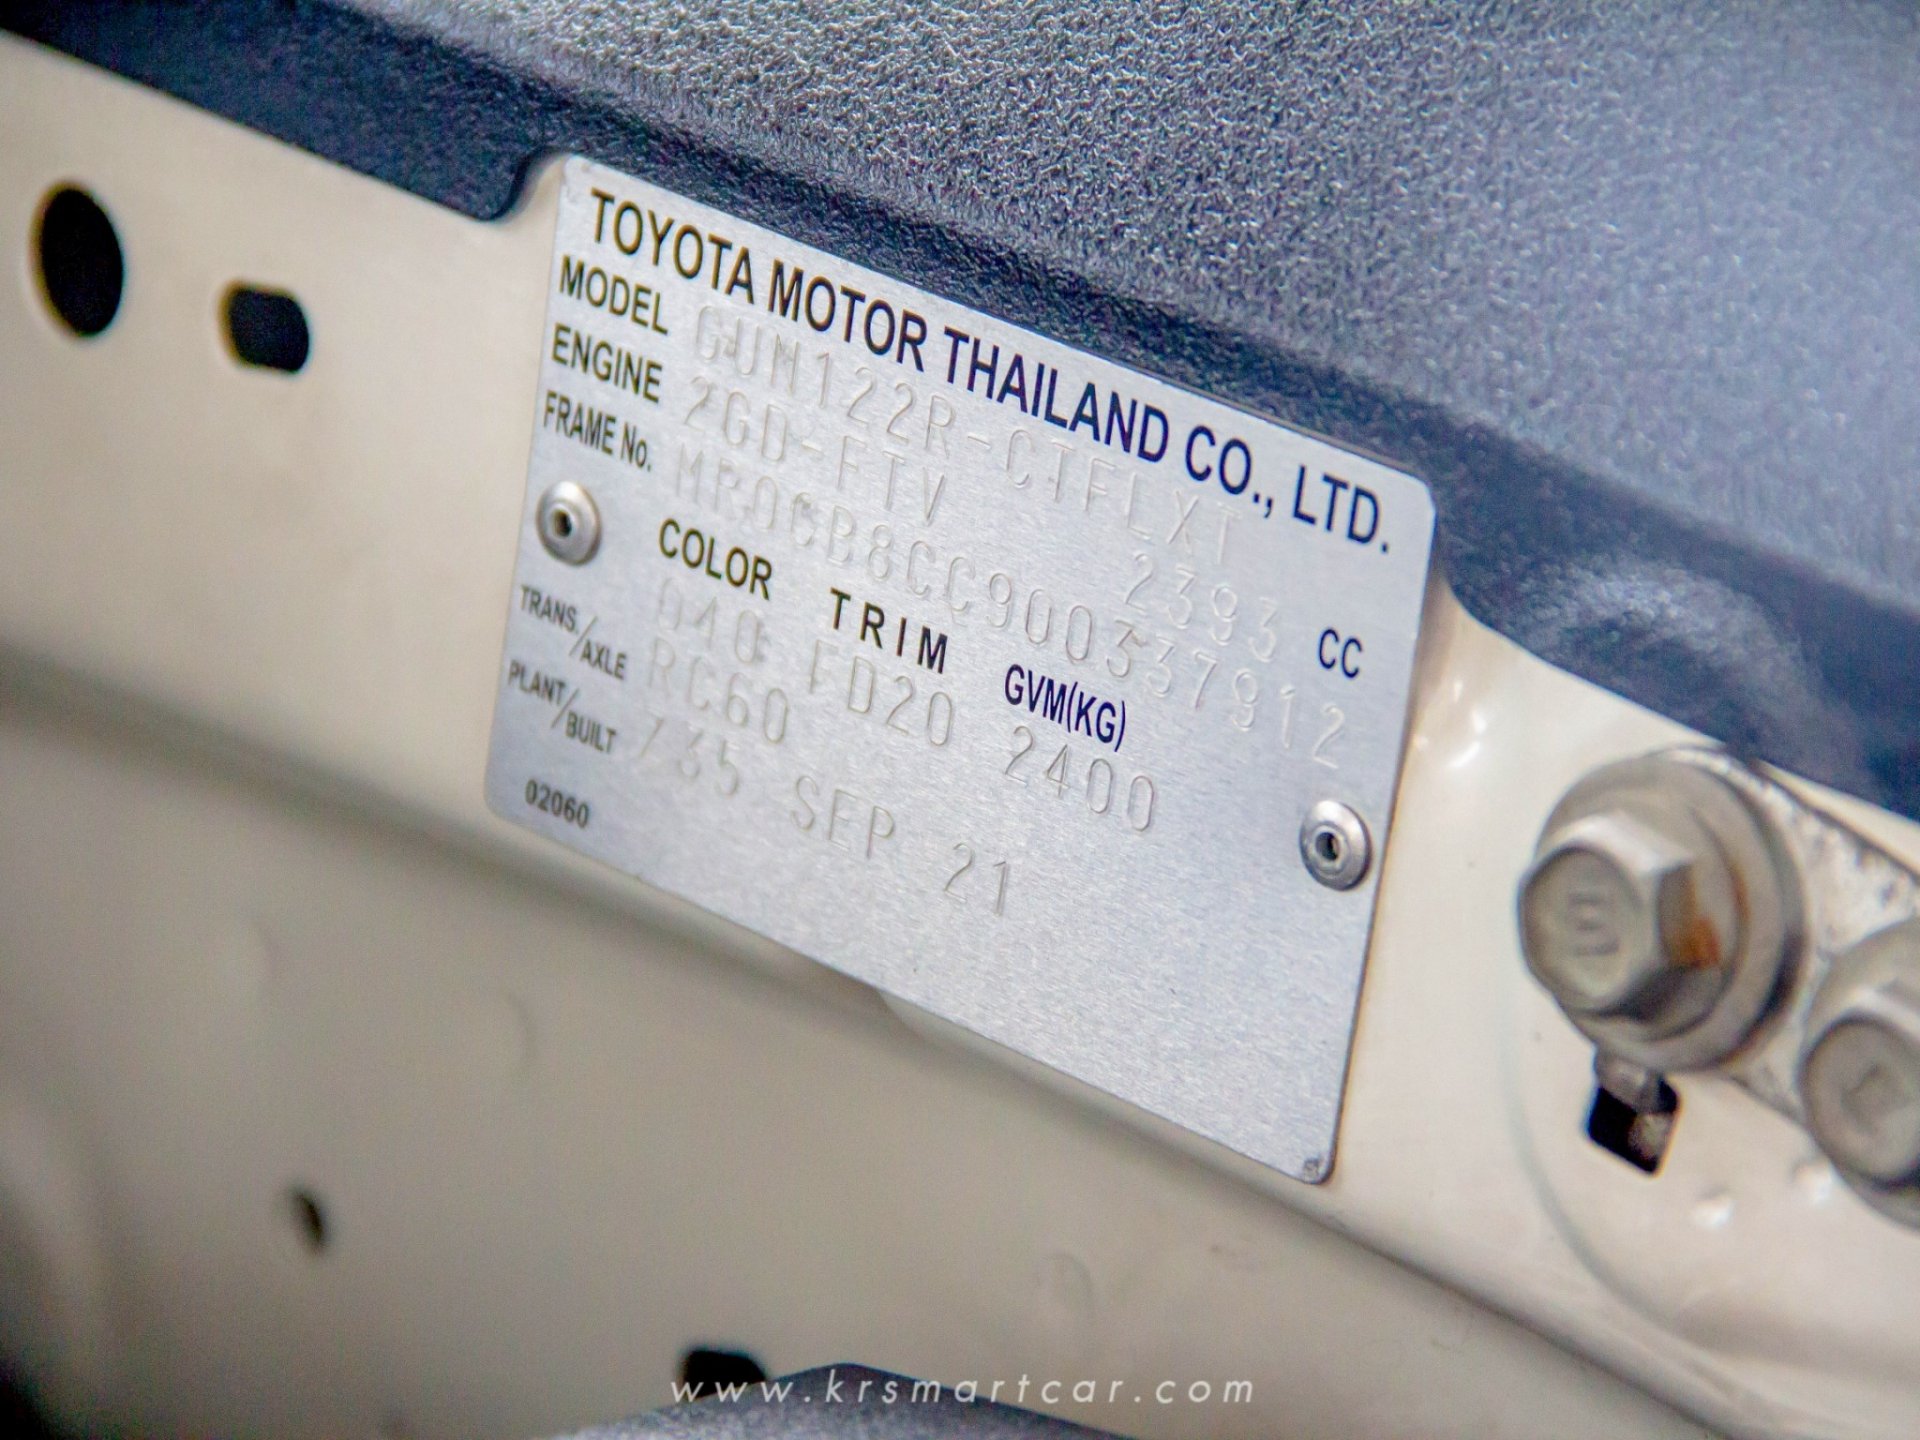 TOYOTA MOTOR THAILAND CO., LTD.
MODEL GUN122R-CTFLXT
ENGINE 2GD-FTV 2393 CC
FRAME No. MR0CB8CC900337912
COLOR TRIM GVM(KG)
040 FD20 2400
TRANS./AXLE RC60
PLANT/BUILT /35 SEP 21
02060
www.krsmartcar.com